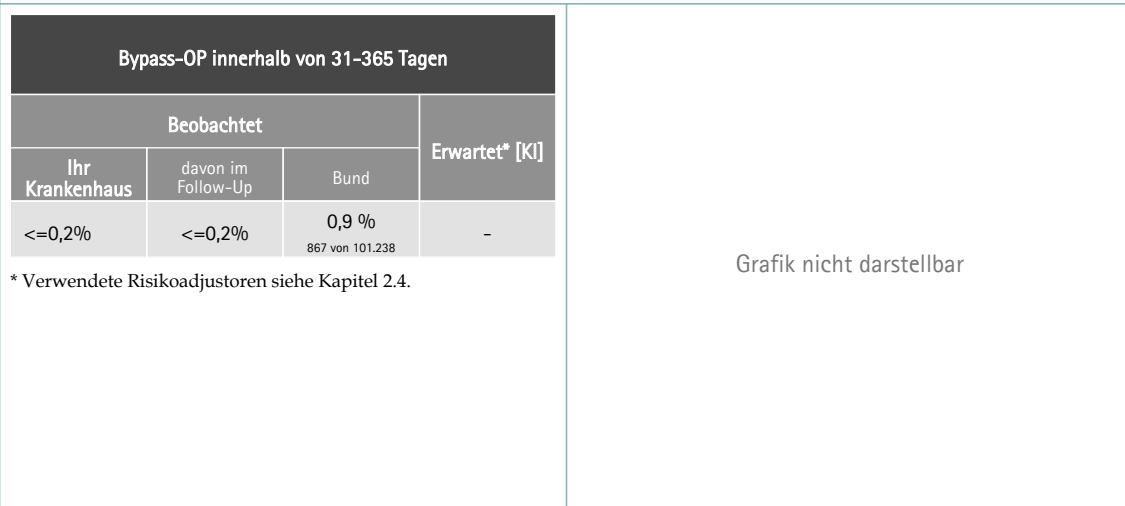 Bypass-OP innerhalb von 31-365 Tagen
Beobachtet
Erwartet* [KI]
Ihr
Krankenhaus
davon im
Follow-Up
Bund
<=0,2%
<=0,2%
0,9 %
867 von 101.238
-
* Verwendete Risikoadjustoren siehe Kapitel 2.4.
Grafik nicht darstellbar